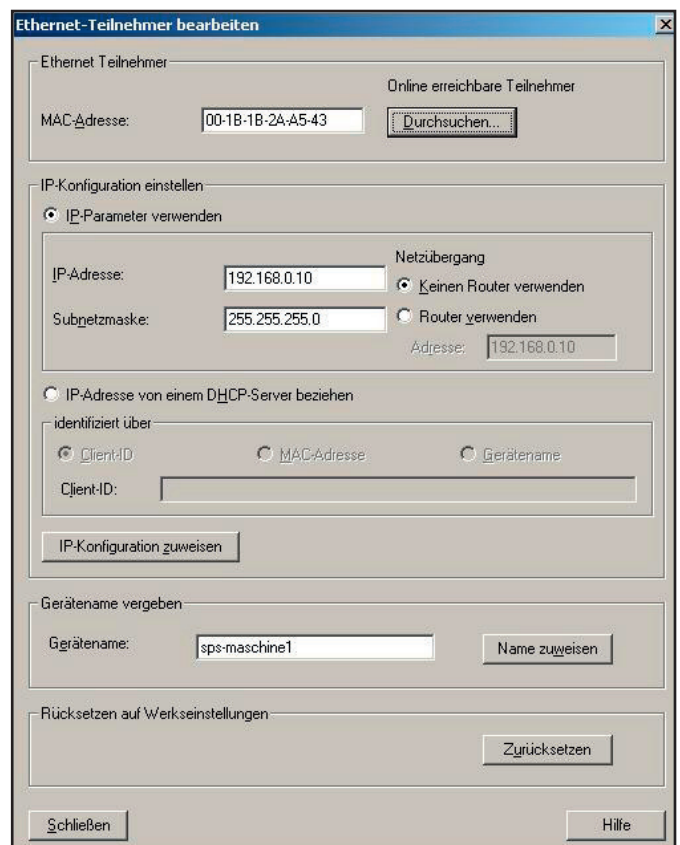 Ethernet-Teilnehmer bearbeiten
Ethernet Teilnehmer
Online erreichbare Teilnehmer
MAC-Adresse: 00-1B-1B-2A-A5-43 Durchsuchen...
IP-Konfiguration einstellen
IP-Parameter verwenden
Netzübergang
IP-Adresse: 192.168.0.10
Keinen Router verwenden
Subnetzmaske: 255.255.255.0
Router verwenden
Adresse: 192.168.0.10
IP-Adresse von einem DHCP-Server beziehen
identifiziert über
Client-ID MAC-Adresse Gerätename
Client-ID:
IP-Konfiguration zuweisen
Gerätename vergeben
Gerätename: sps-maschine1 Name zuweisen
Rücksetzen auf Werkseinstellungen
Zurücksetzen
Schließen Hilfe